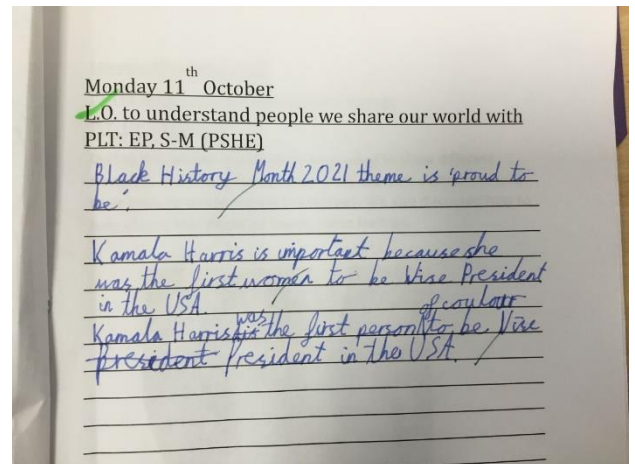 Monday 11th October
L.O. to understand people we share our world with
PLT: EP, S-M (PSHE)
Black History Month 2021 theme is 'proud to
be'.
Kamala Harris is important because she
was the first women to be Wise President
in the USA.
Kamala Harris was the first person of coulour to be Vise
president President in the USA.